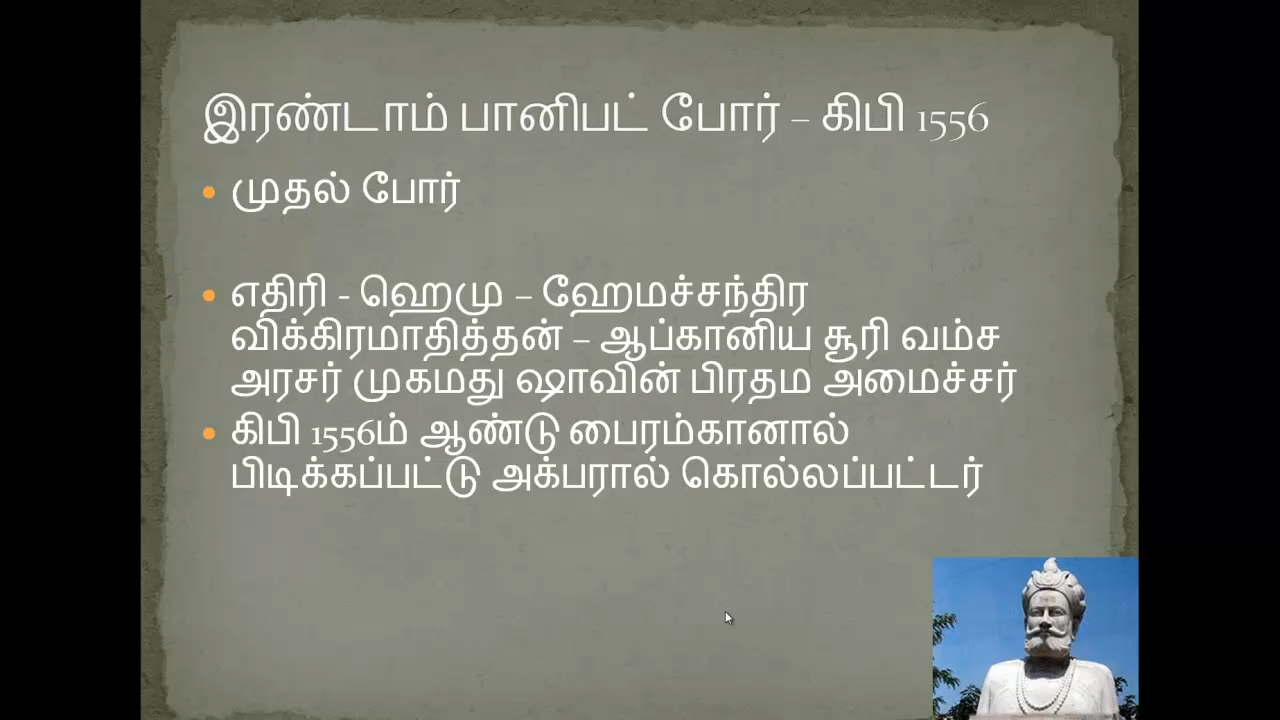 இரண்டாம் பானிபட் போர் – கிபி 1556
• முதல் போர்
• எதிரி - ஹெமு – ஹேமச்சந்திர
விக்கிரமாதித்தன் – ஆப்கானிய சூரி வம்ச
அரசர் முகமது ஷாவின் பிரதம அமைச்சர்
• கிபி 1556ம் ஆண்டு பைரம்கானால்
பிடிக்கப்பட்டு அக்பரால் கொல்லப்பட்டர்